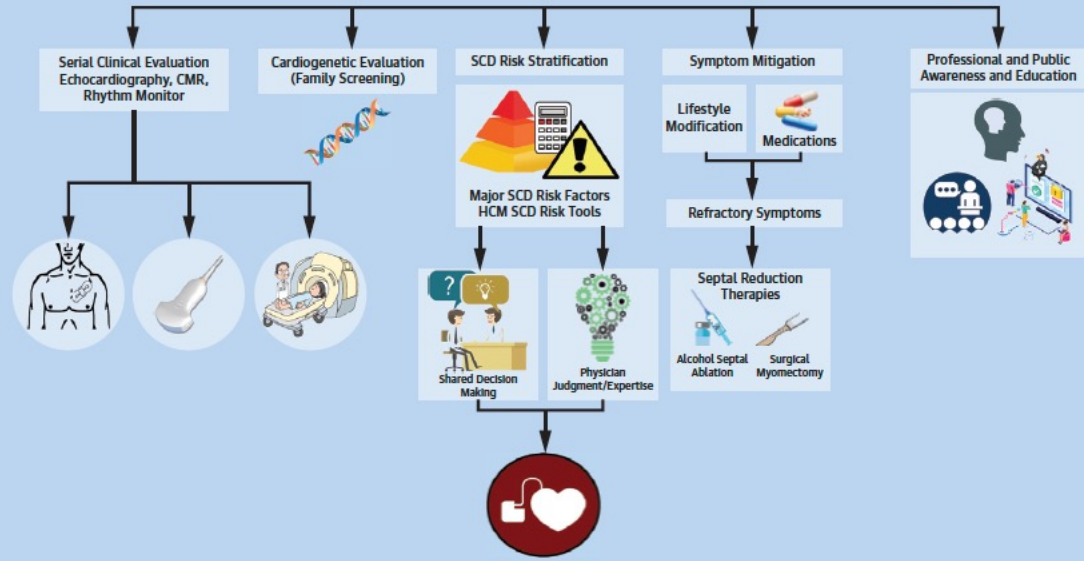 Serial Clinical Evaluation
Echocardiography, CMR,
Rhythm Monitor
Cardiogenetic Evaluation
(Family Screening)
SCD Risk Stratification
Symptom Mitigation
Professional and Public
Awareness and Education
Major SCD Risk Factors
HCM SCD Risk Tools
Lifestyle
Modification
Medications
Refractory Symptoms
?
Shared Decision
Making
Physician
Judgment/Expertise
Septal Reduction
Therapies
Alcohol Septal
Ablation
Surgical
Myomectomy